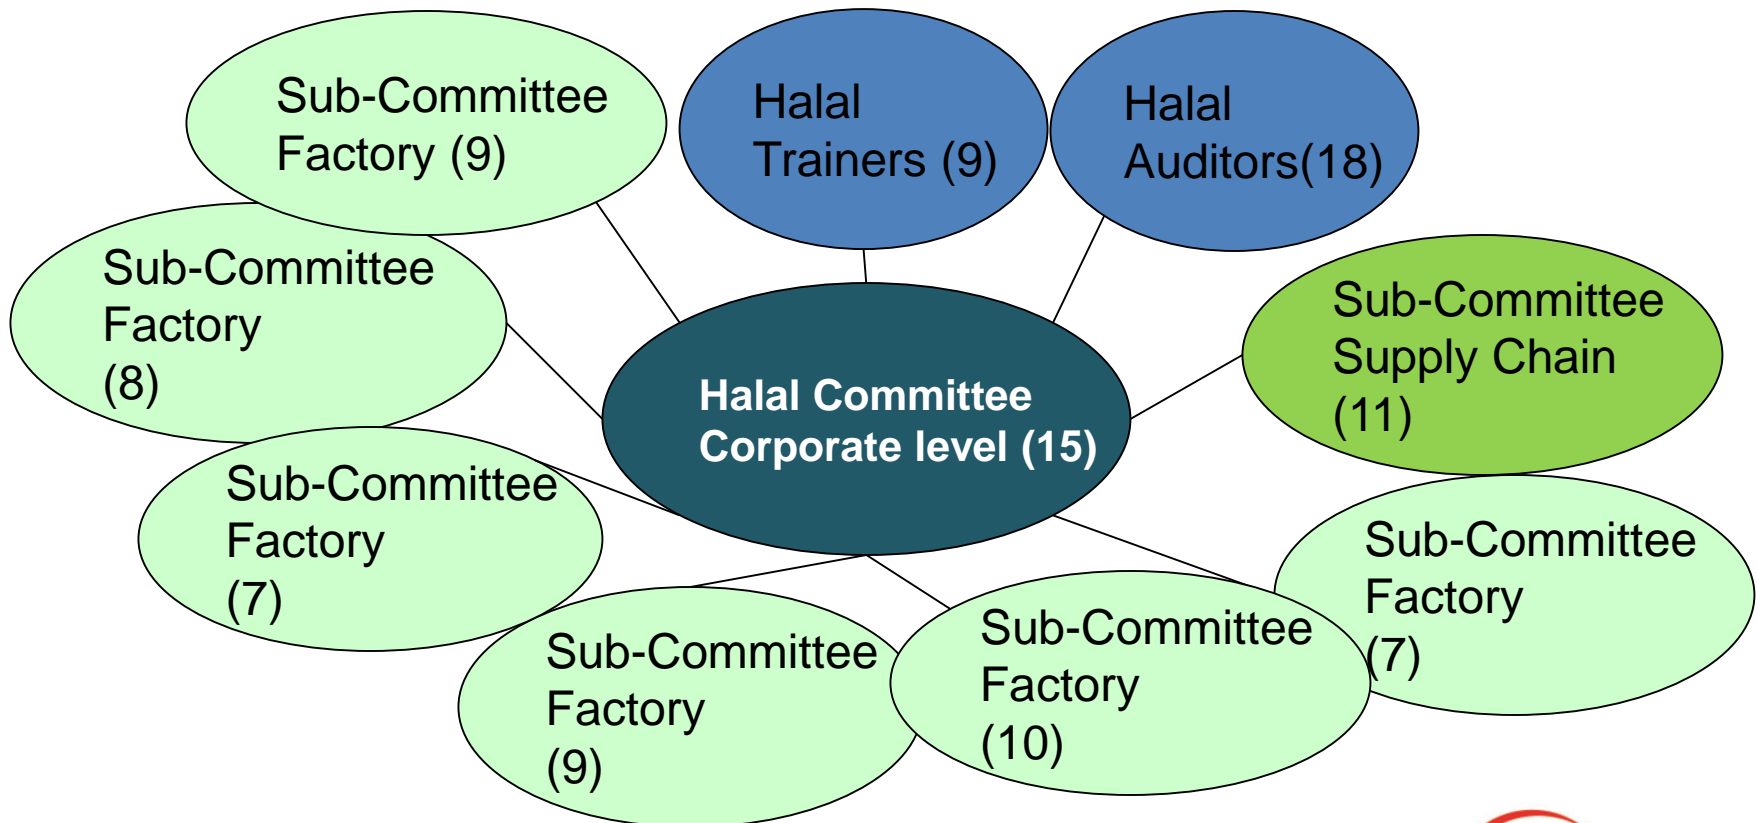 Sub-Committee
Factory (9)
Halal
Trainers (9)
Halal
Auditors(18)
Sub-Committee
Factory
(8)
Sub-Committee
Supply Chain
(11)
Halal Committee
Corporate level (15)
Sub-Committee
Factory
(7)
Sub-Committee
Factory
(7)
Sub-Committee
Factory
(9)
Sub-Committee
Factory
(10)